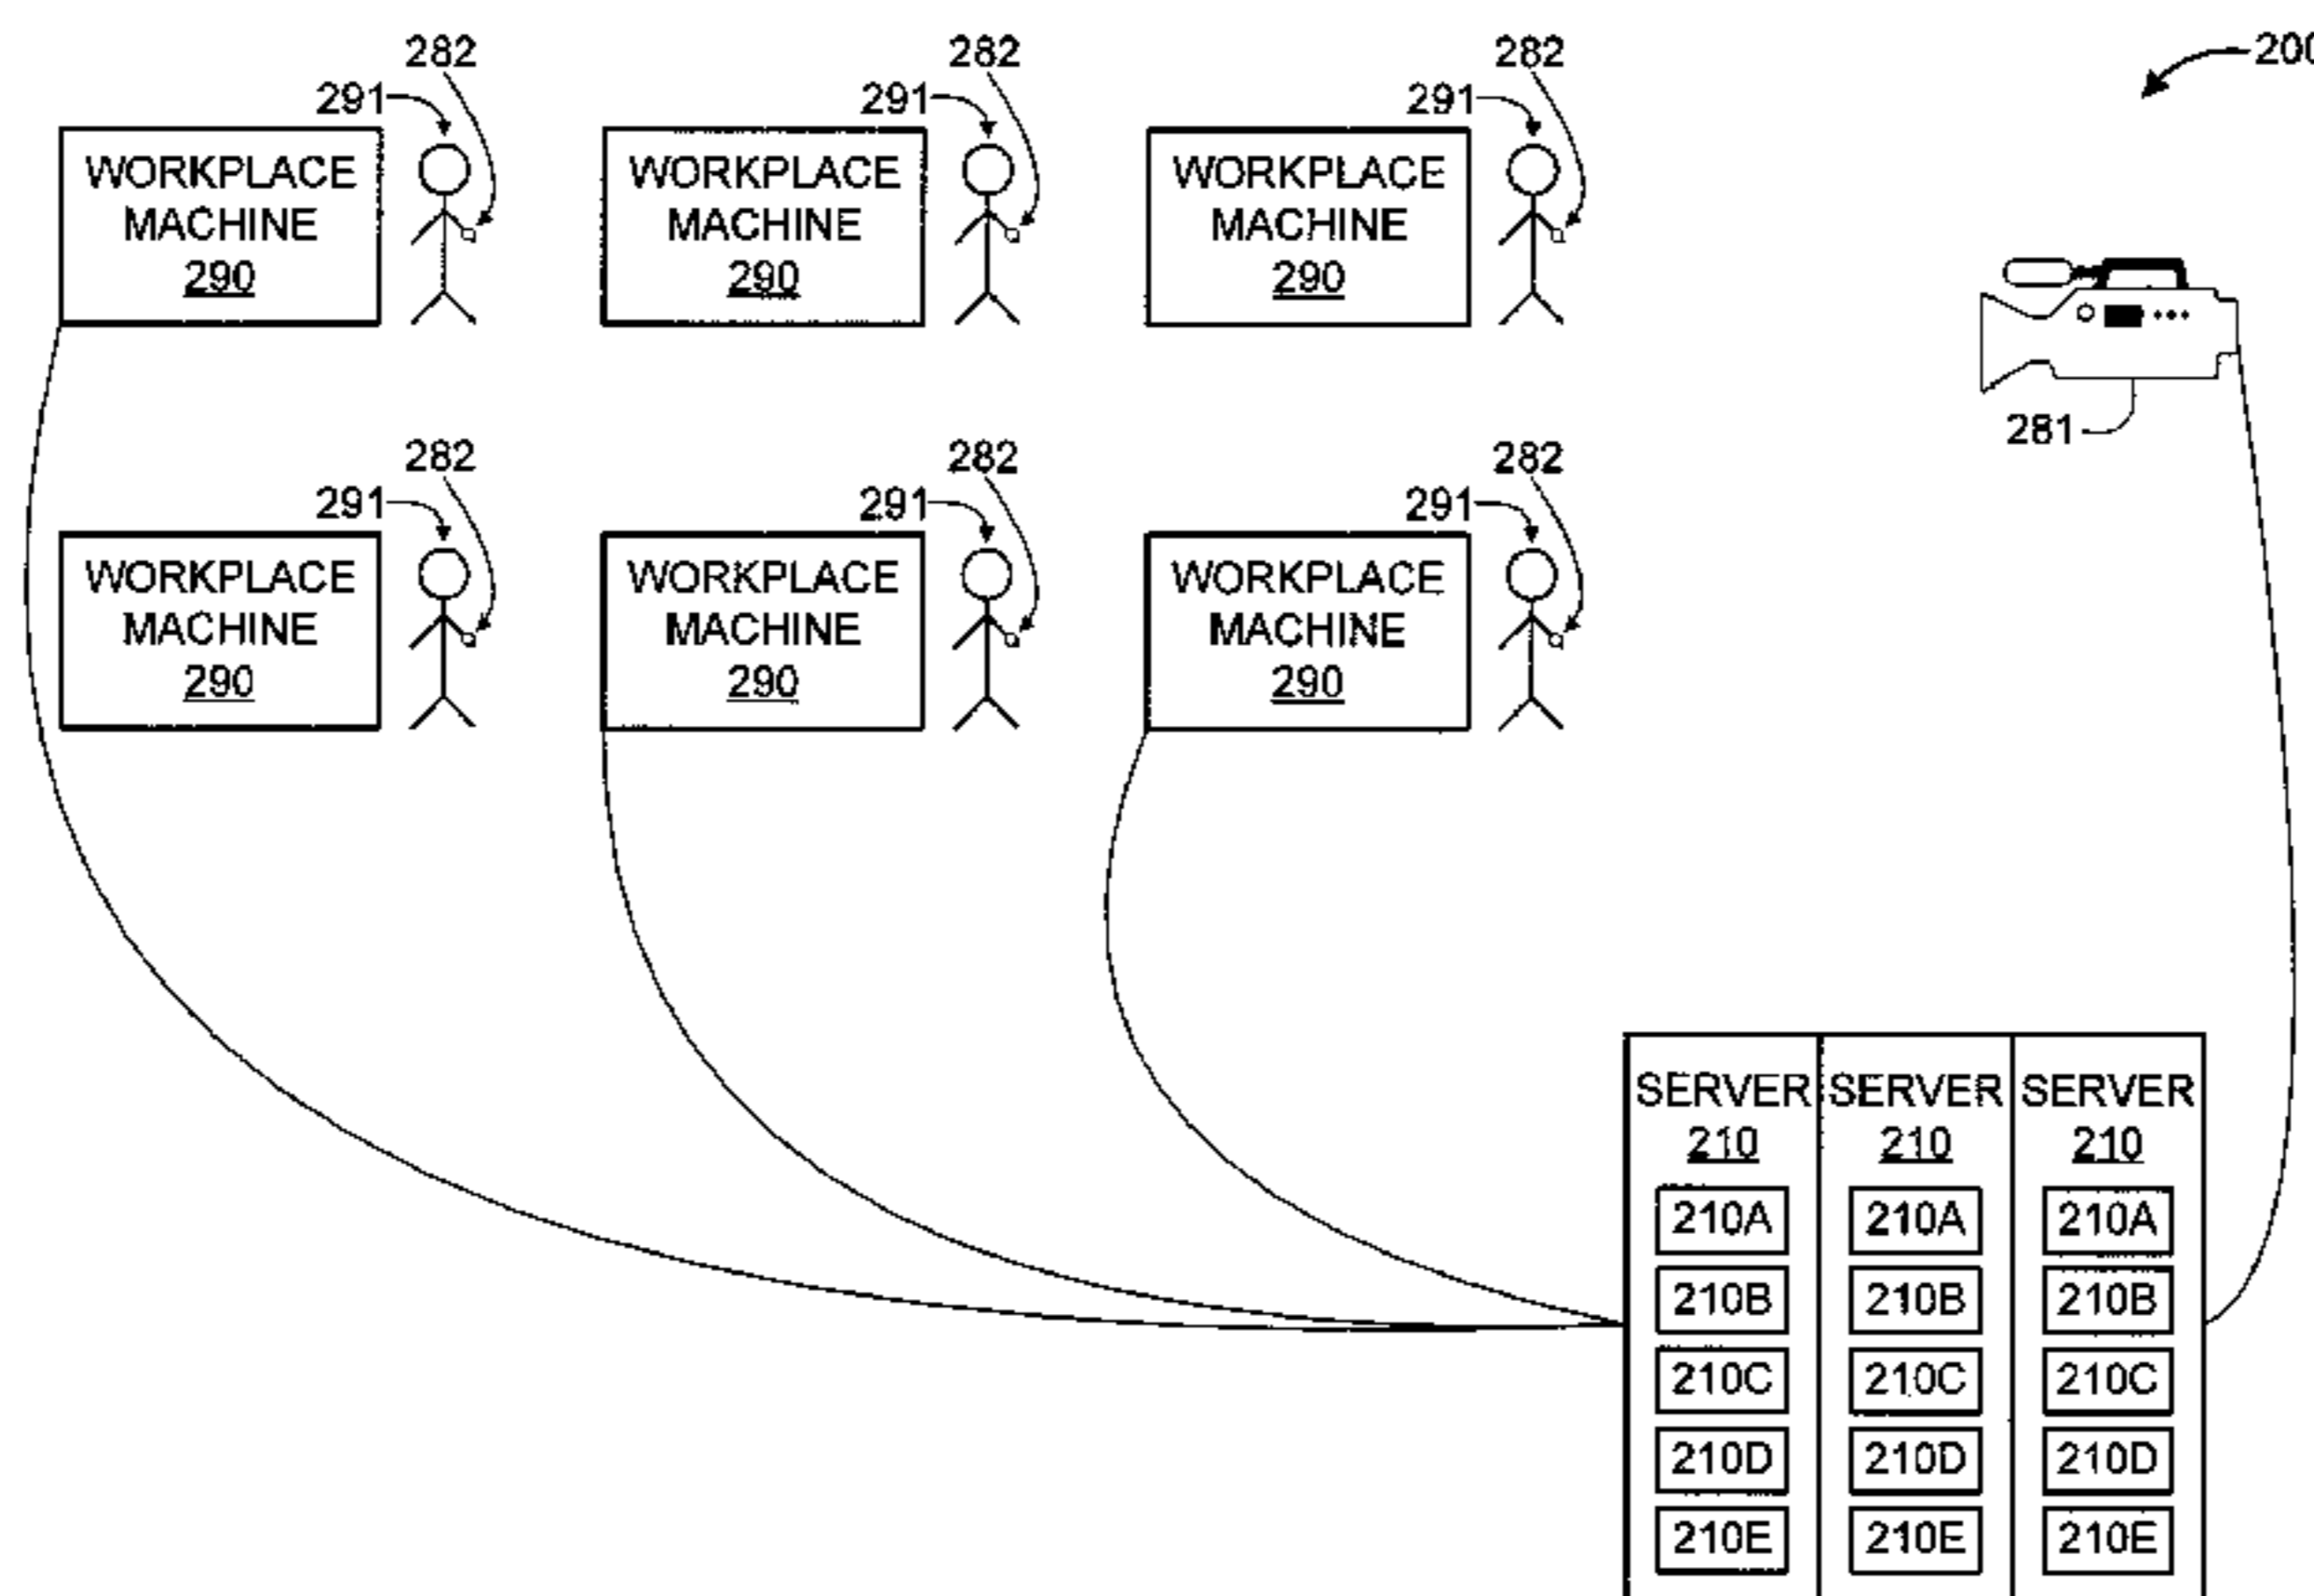 282 282 282 200
291 291 291
WORKPLACE WORKPLACE WORKPLACE
MACHINE MACHINE MACHINE
290 290 290
281
282 282 282
291 291 291
WORKPLACE WORKPLACE WORKPLACE
MACHINE MACHINE MACHINE
290 290 290
SERVER SERVER SERVER
210 210 210
210A 210A 210A
210B 210B 210B
210C 210C 210C
210D 210D 210D
210E 210E 210E